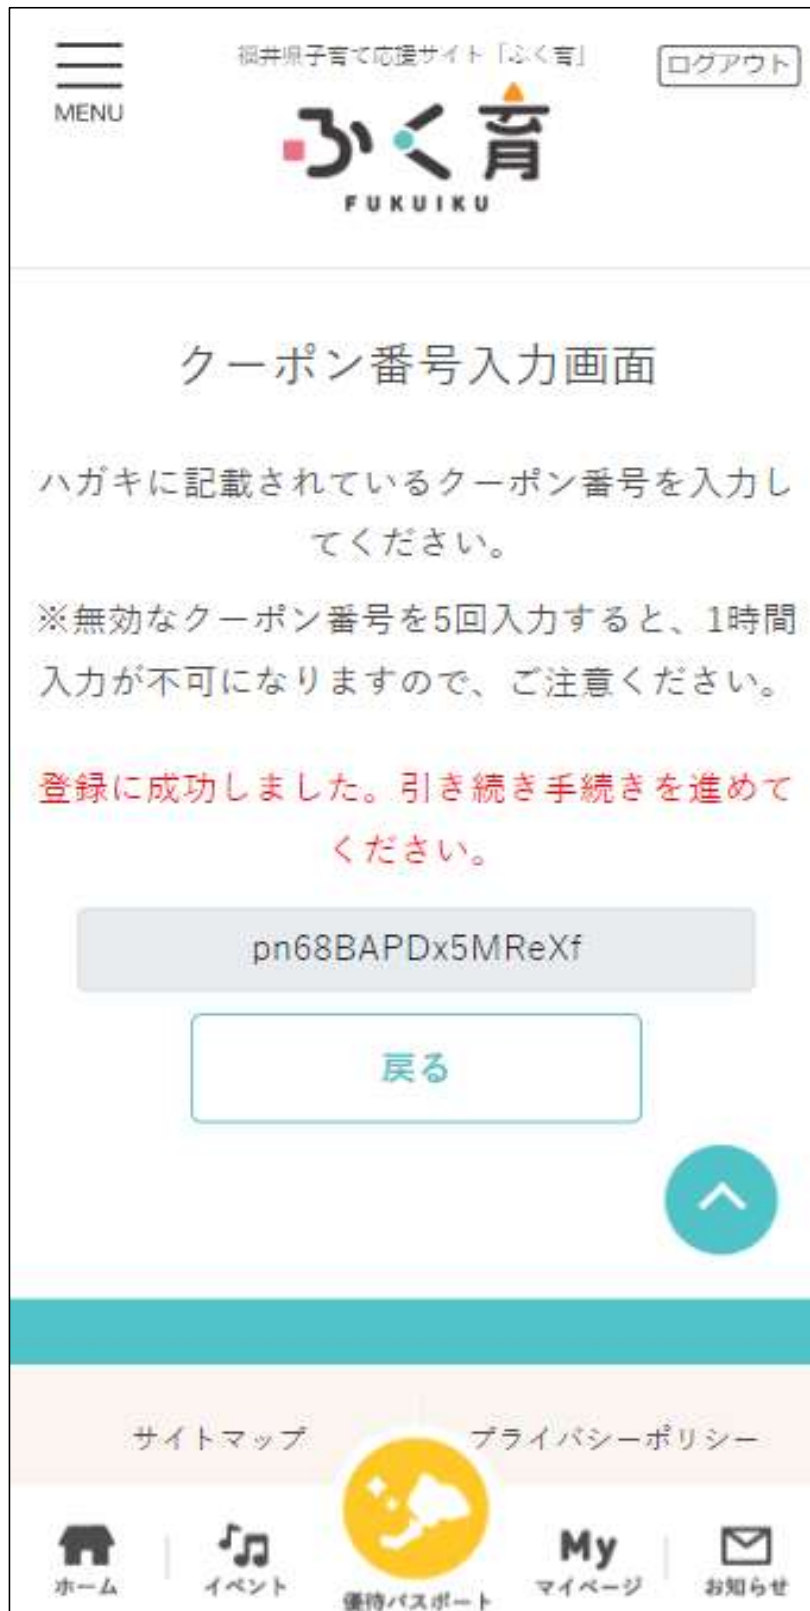 福井県子育て応援サイト「ふく育」
ログアウト
MENU
ふく育
FUKUIKU
クーポン番号入力画面
ハガキに記載されているクーポン番号を入力し
てください。
※無効なクーポン番号を5回入力すると、1時間
入力が不可になりますので、ご注意ください。
登録に成功しました。引き続き手続きを進めて
ください。
pn68BAPDx5MReXf
戻る
サイトマップ
プライバシーポリシー
ホーム
イベント
優待パスポート
My
マイページ
お知らせ